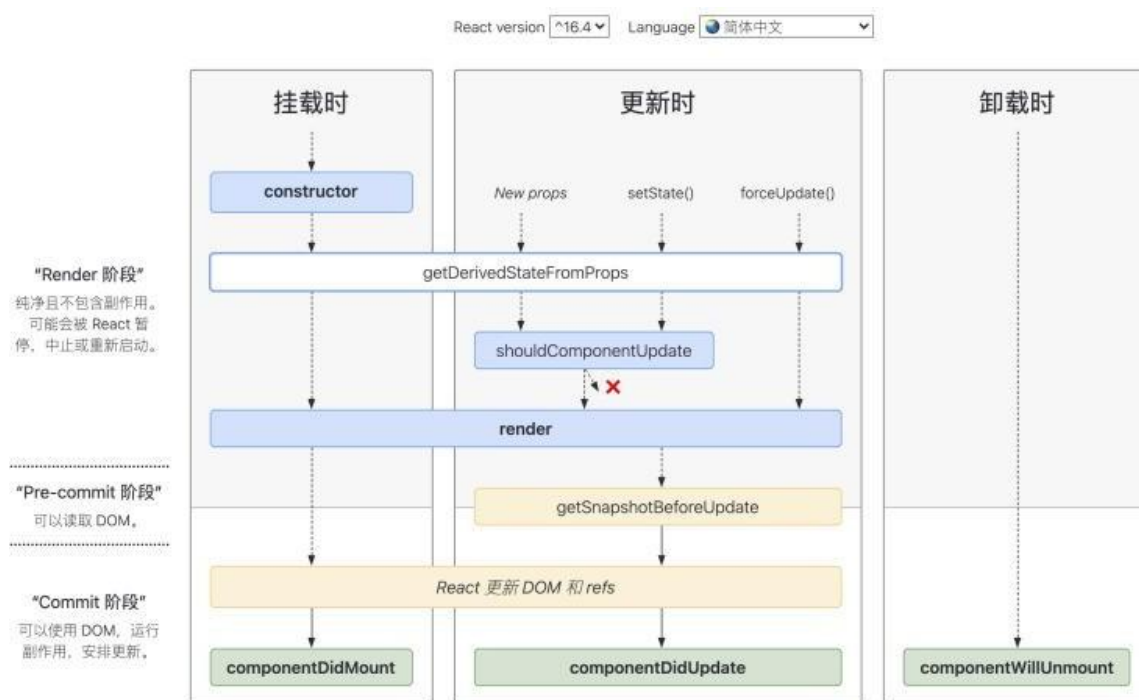 React version ^16.4 Language 简体中文
挂载时
更新时
卸载时
constructor
New props
setState()
forceUpdate()
“Render 阶段”
纯净且不包含副作用。
可能会被 React 暂
停、中止或重新启动。
getDerivedStateFromProps
shouldComponentUpdate
render
“Pre-commit 阶段”
可以读取 DOM。
getSnapshotBeforeUpdate
“Commit 阶段”
可以使用 DOM，运行
副作用，安排更新。
React 更新 DOM 和 refs
componentDidMount
componentDidUpdate
componentWillUnmount